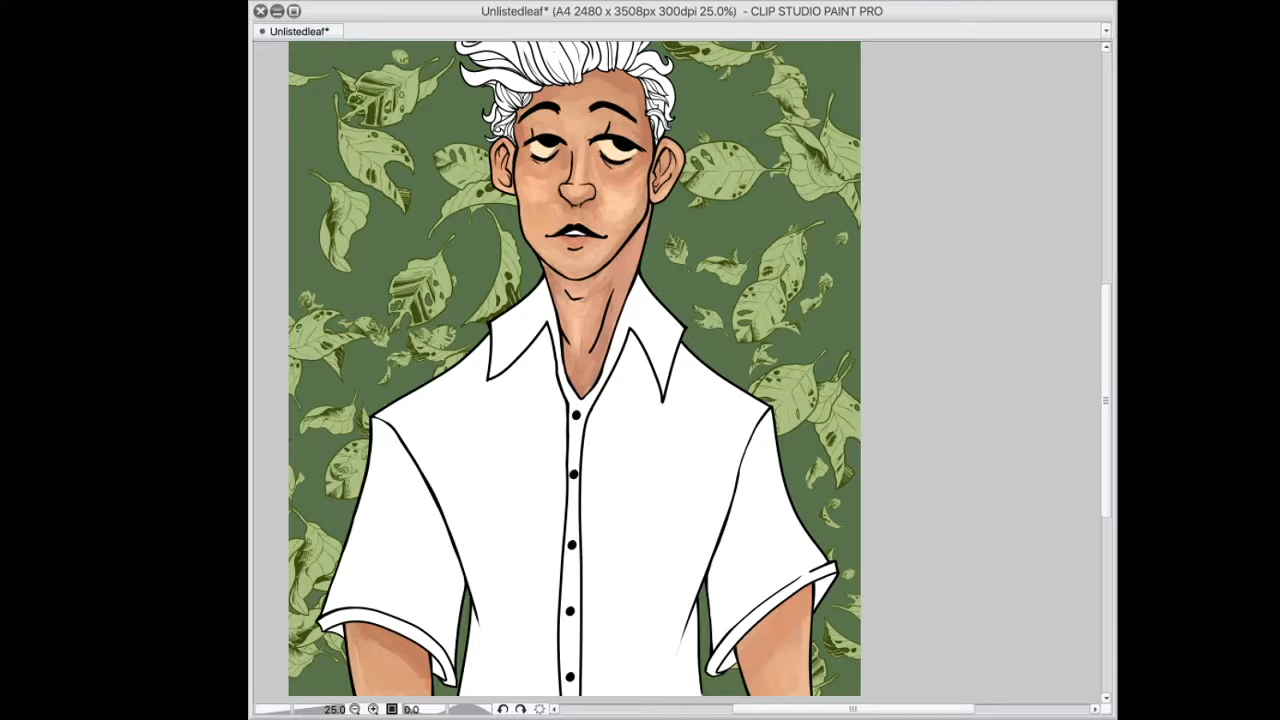 Unlistedleaf* (A4 2480 x 3508px 300dpi 25.0%) - CLIP STUDIO PAINT PRO
Unlistedleaf*
25.0
0.0